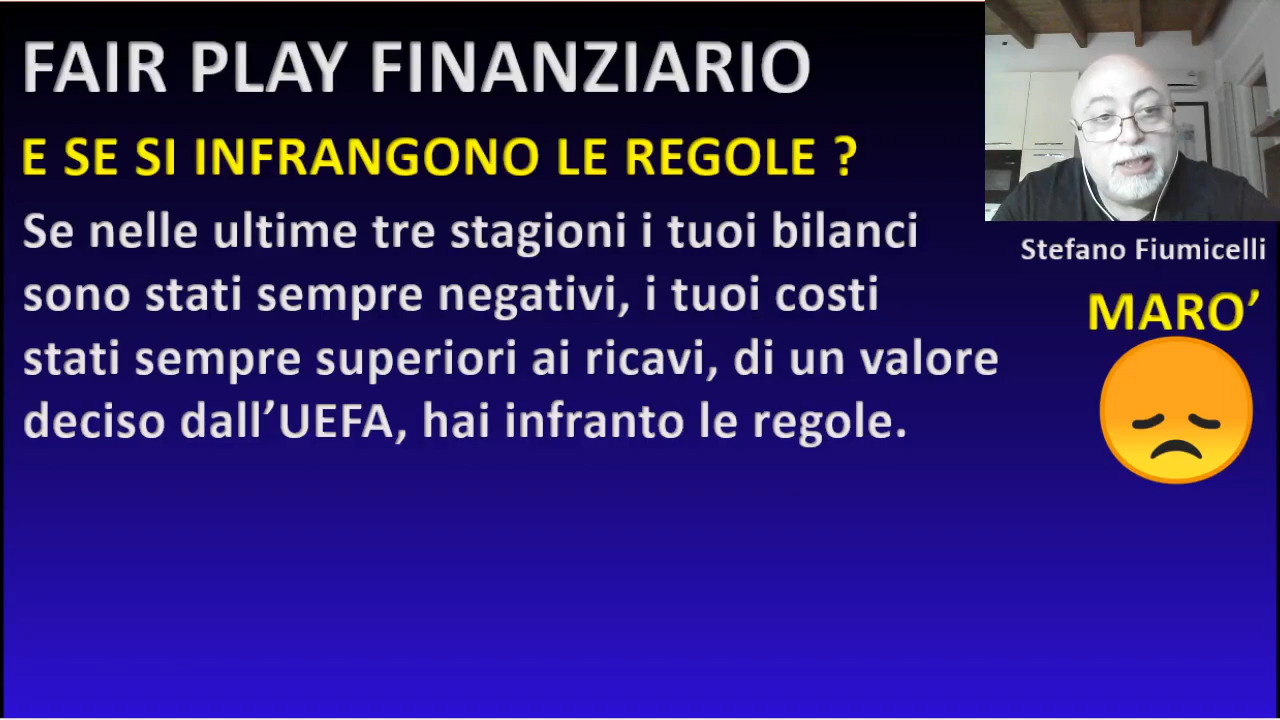 FAIR PLAY FINANZIARIO
E SE SI INFRANGONO LE REGOLE ?
Se nelle ultime tre stagioni i tuoi bilanci
sono stati sempre negativi, i tuoi costi
stati sempre superiori ai ricavi, di un valore
deciso dall’UEFA, hai infranto le regole.
Stefano Fiumicelli
MARO’